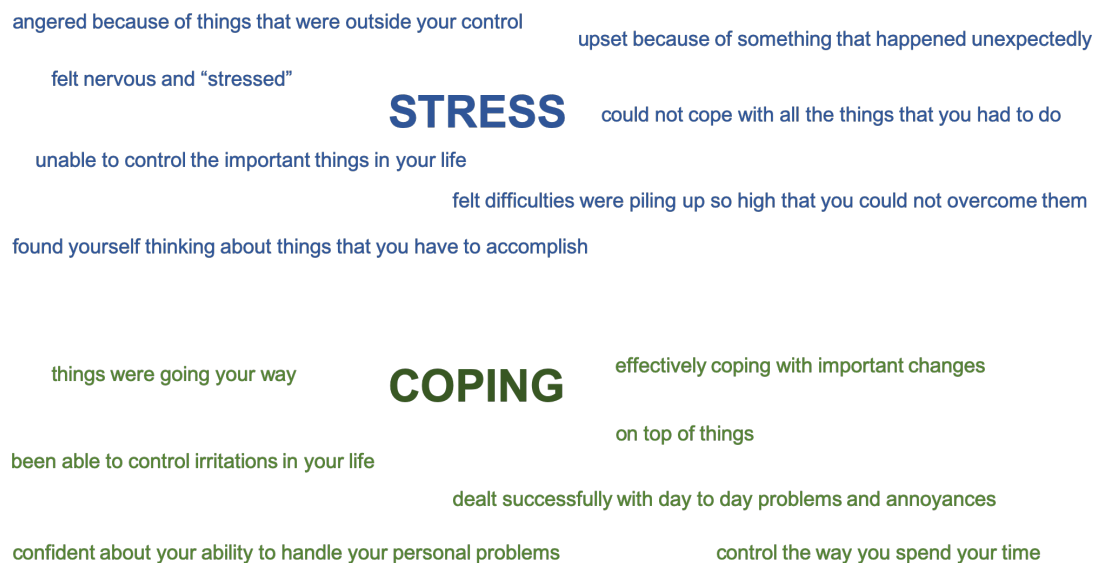 angered because of things that were outside your control
upset because of something that happened unexpectedly
felt nervous and “stressed”
STRESS
could not cope with all the things that you had to do
unable to control the important things in your life
felt difficulties were piling up so high that you could not overcome them
found yourself thinking about things that you have to accomplish
things were going your way
COPING
effectively coping with important changes
on top of things
been able to control irritations in your life
dealt successfully with day to day problems and annoyances
confident about your ability to handle your personal problems
control the way you spend your time